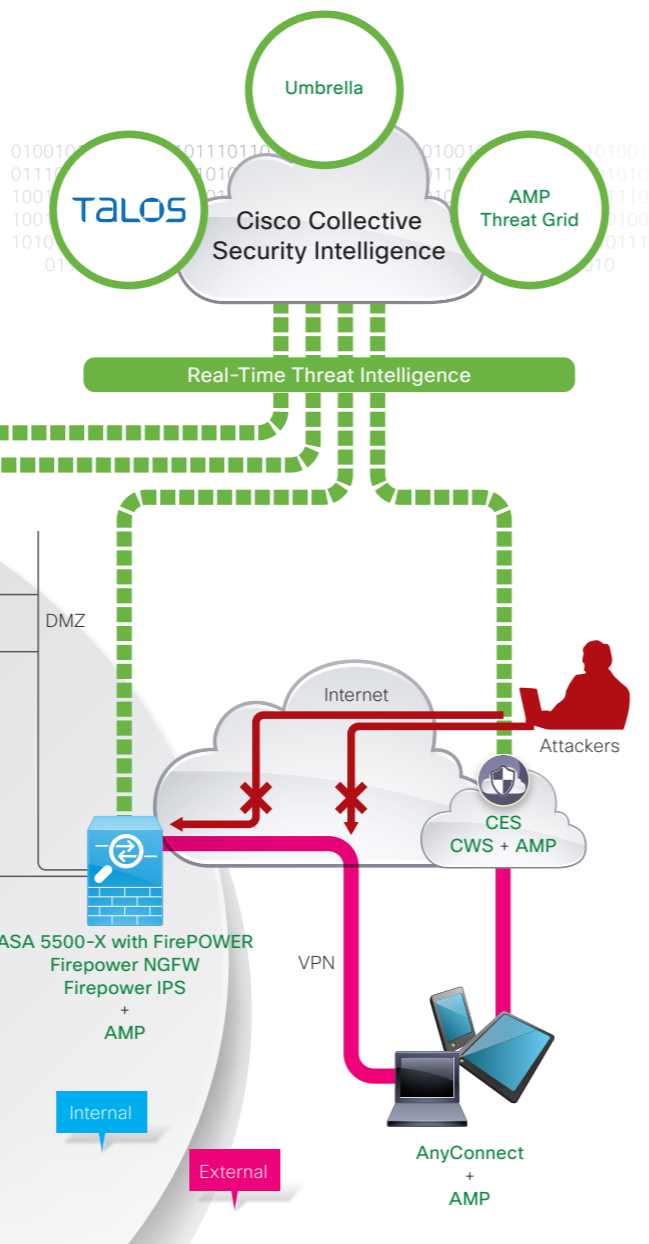 Umbrella
TALOS
Cisco Collective
Security Intelligence
AMP
Threat Grid
Real-Time Threat Intelligence
DMZ
Internet
Attackers
CES
CWS + AMP
ASA 5500-X with FirePOWER
Firepower NGFW
Firepower IPS
+
AMP
VPN
Internal
External
AnyConnect
+
AMP